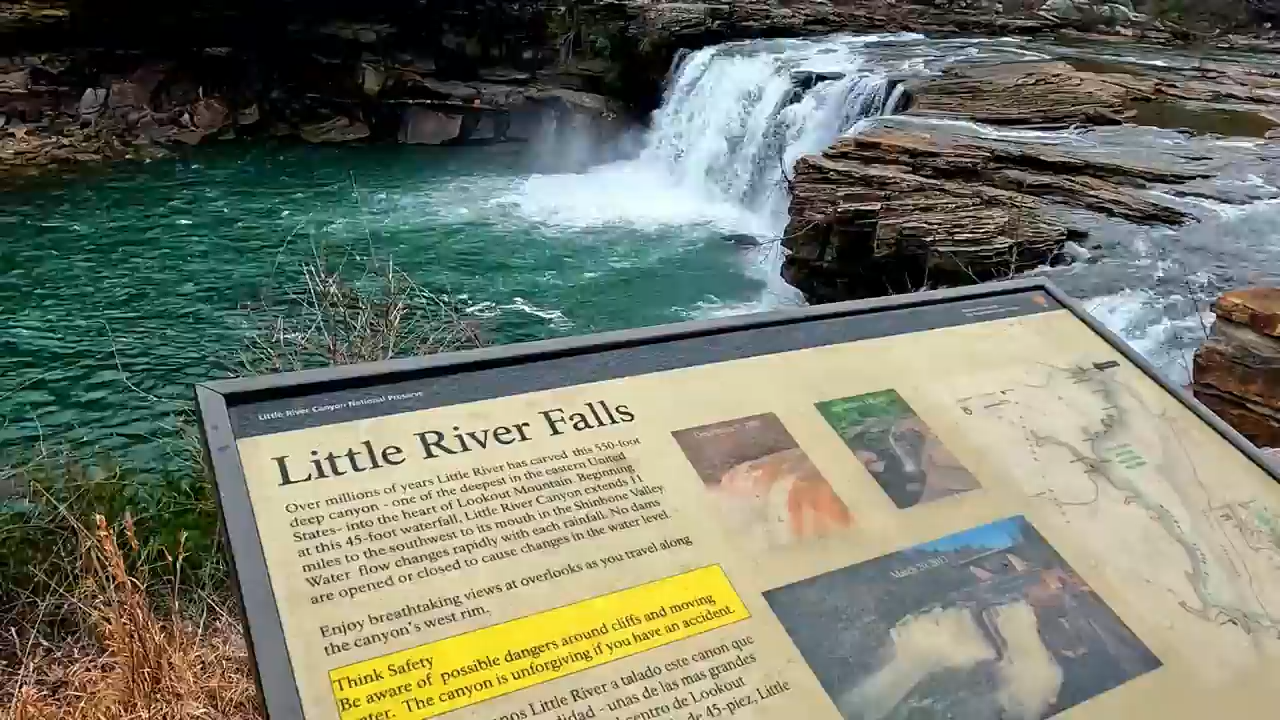 Little River Canyon National Preserve
Little River Falls
Over millions of years Little River has carved this 550-foot
deep canyon - one of the deepest in the eastern United
States- into the heart of Lookout Mountain. Beginning
at this 45-foot waterfall, Little River Canyon extends 11
miles to the southwest to its mouth in the Shinbone Valley
Water flow changes rapidly with each rainfall. No dams
are opened or closed to cause changes in the water level.
Enjoy breathtaking views at overlooks as you travel along
the canyon's west rim.
Think Safety
Be aware of possible dangers around cliffs and moving
The canyon is unforgiving if you have an accident.
Little River a talado este canon que
unas de las mas grandes
centro de Lookout
de 45-piez, Little
March 20, 2012